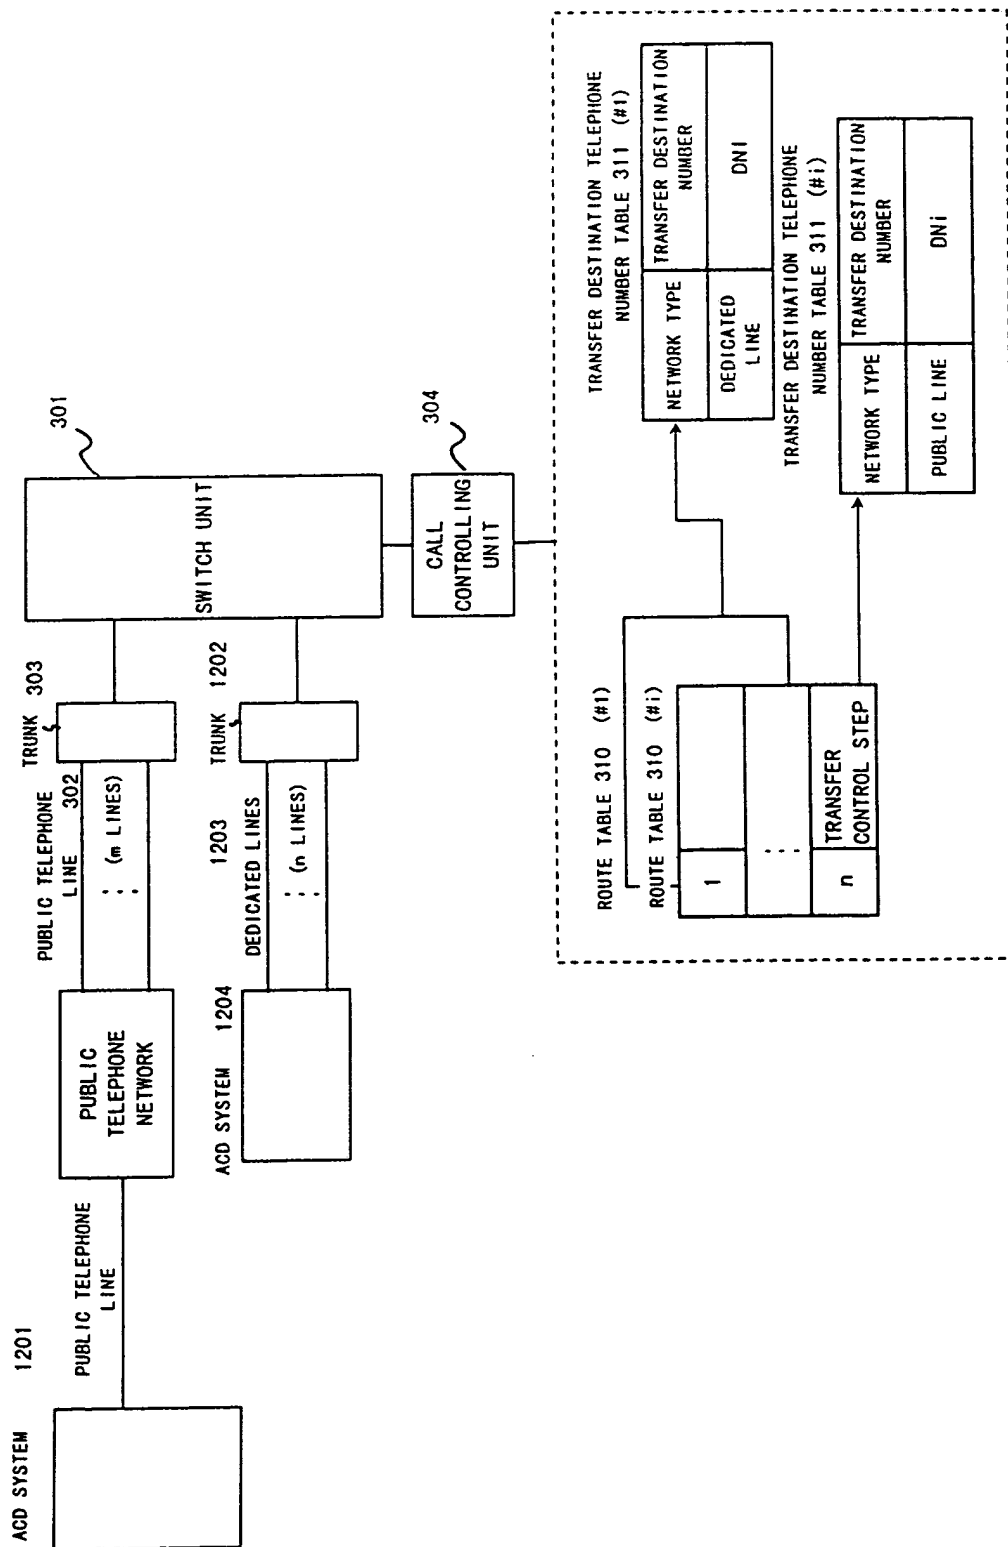 ACD SYSTEM 1201
PUBLIC TELEPHONE
LINE
PUBLIC
TELEPHONE
NETWORK
PUBLIC TELEPHONE
LINE 302
(m LINES)
TRUNK 303
301
SWITCH UNIT
ACD SYSTEM 1204
DEDICATED LINES 1203
(n LINES)
TRUNK 1202
304
CALL
CONTROLLING
UNIT
ROUTE TABLE 310 (#1)
ROUTE TABLE 310 (#i)
1
n
TRANSFER
CONTROL STEP
TRANSFER DESTINATION TELEPHONE
NUMBER TABLE 311 (#1)
NETWORK TYPE
TRANSFER DESTINATION
NUMBER
DEDICATED
LINE
DN1
TRANSFER DESTINATION TELEPHONE
NUMBER TABLE 311 (#i)
NETWORK TYPE
TRANSFER DESTINATION
NUMBER
PUBLIC LINE
DNi